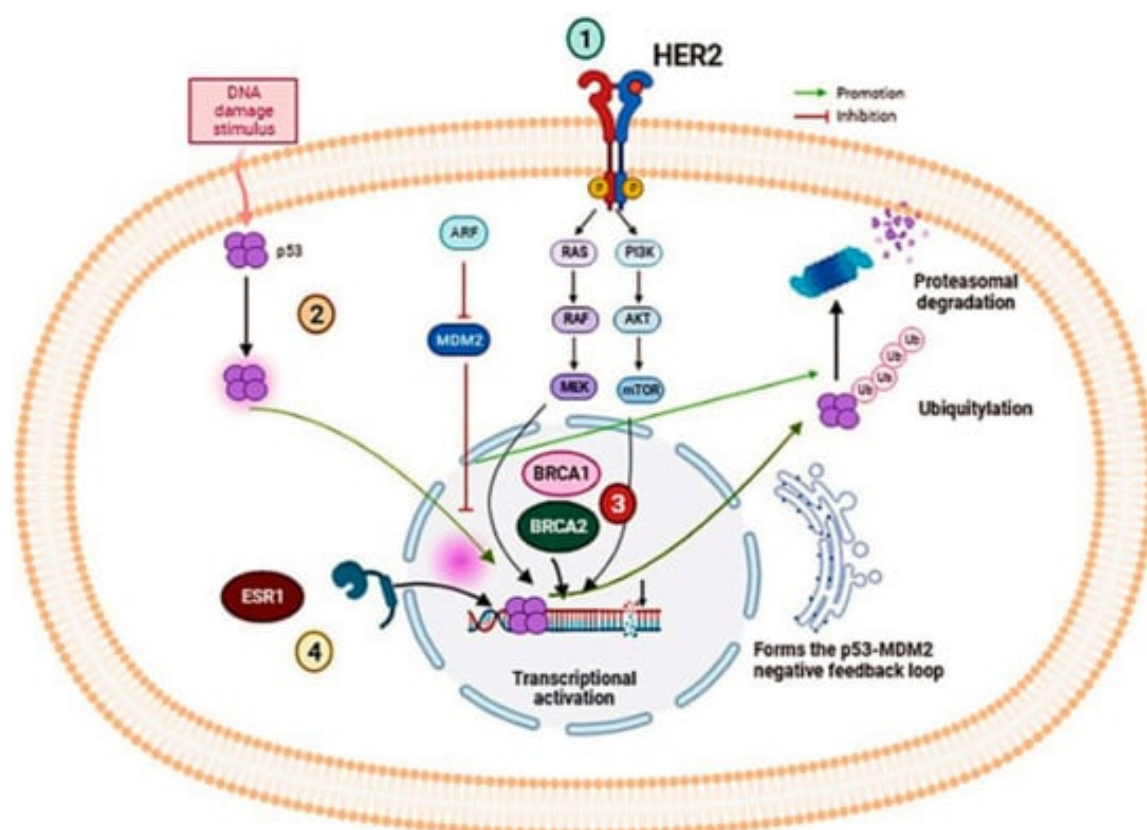 1
HER2
DNA
damage
stimulus
Promotion
Inhibition
P
P
p53
ARF
RAS
PI3K
2
MDM2
RAF
AKT
MEK
mTOR
Proteasomal
degradation
Ub
Ub
Ub
Ub
Ubiquitylation
BRCA1
3
BRCA2
ESR1
4
Transcriptional
activation
Forms the p53-MDM2
negative feedback loop